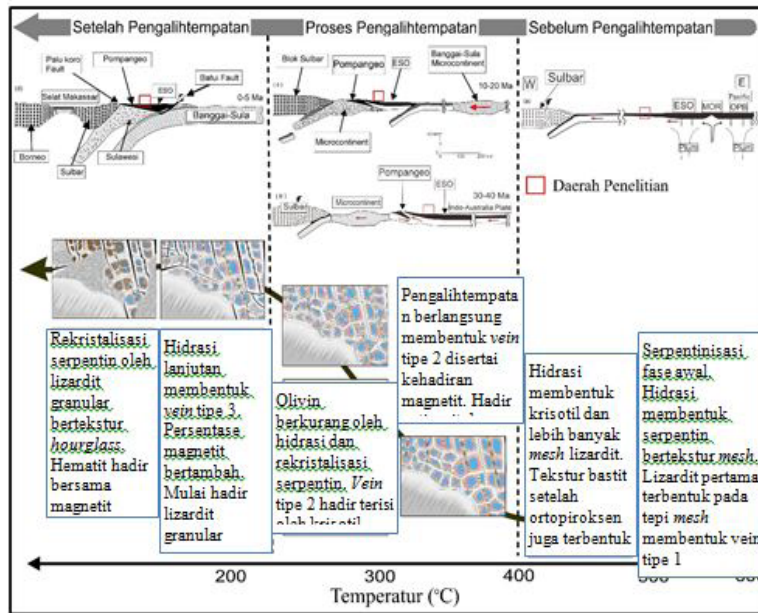 Setelah Pengalihtempatan
Proses Pengalihtempatan
Sebelum Pengalihtempatan
Palu koro
Fault
Pompangeo
ESO
Balui Fault
Selat Makassar
0-5 Ma
Banggai-Sula
Borneo
Sulbar
Sulawesi
Blok Sulbar
Pompangeo
ESO
Banggai-Sula
Microcontinent
10-20 Ma
Microcontinent
Pompangeo
ESO
30-40 Ma
Sulbar
Microcontinent
Indo-Australia Plate
W
Sulbar
E
Pacific
ESO
MOR
OPB
Plum
Plum
Daerah Penelitian
Rekristalisasi
serpentin oleh
lizardit
granular
bertekstur
hourglass.
Hematit hadir
bersama
magnetit
Hidrasi
lanjutan
membentuk
vein tipe 3.
Persentase
magnetit
bertambah.
Mulai hadir
lizardit
granular
Olivin
berkurang oleh
hidrasi dan
rekristalisasi
serpentin. Vein
tipe 2 hadir terisi
oleh krisotil
Pengalihtempata
n berlangsung
membentuk vein
tipe 2 disertai
kehadiran
magnetit. Hadir
Hidrasi
membentuk
krisotil dan
lebih banyak
mesh lizardit.
Tekstur bastit
setelah
ortopiroksen
juga terbentuk
Serpentinisasi
fase awal.
Hidrasi
membentuk
serpentin
bertekstur mesh.
Lizardit pertama
terbentuk pada
tepi mesh
membentuk vein
tipe 1
200
300
400
Temperatur (°C)